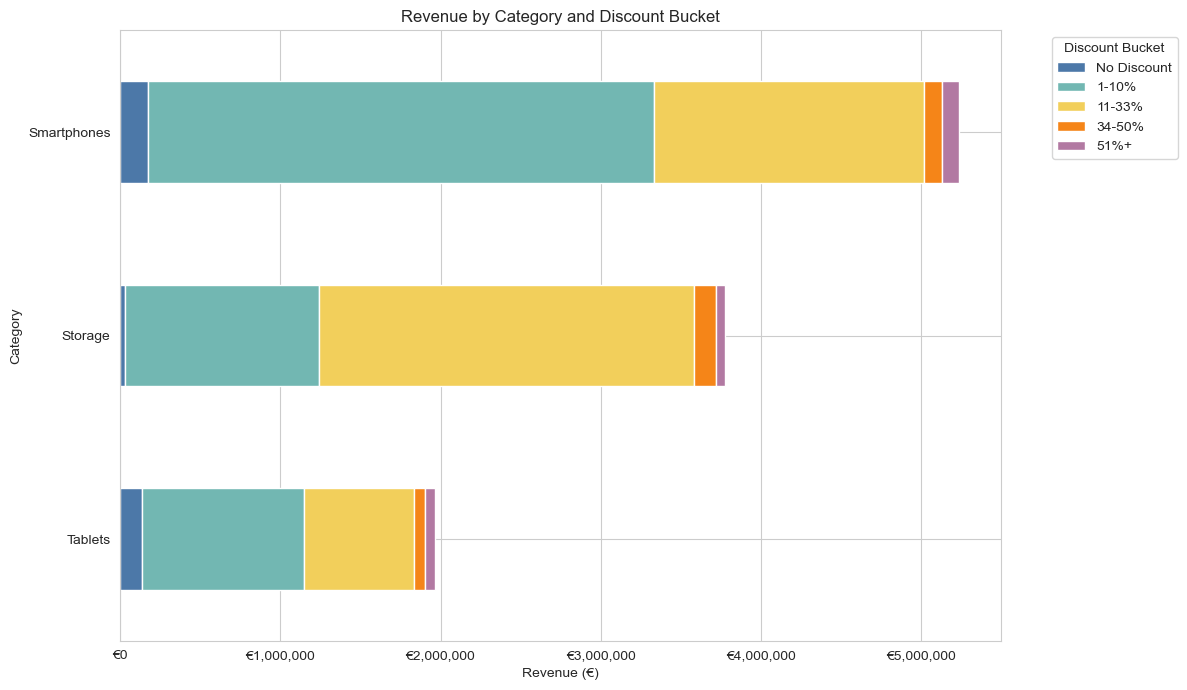 Revenue by Category and Discount Bucket
Discount Bucket
No Discount
1-10%
11-33%
34-50%
51%+
Category
Smartphones
Storage
Tablets
€0
€1,000,000
€2,000,000
€3,000,000
€4,000,000
€5,000,000
Revenue (€)